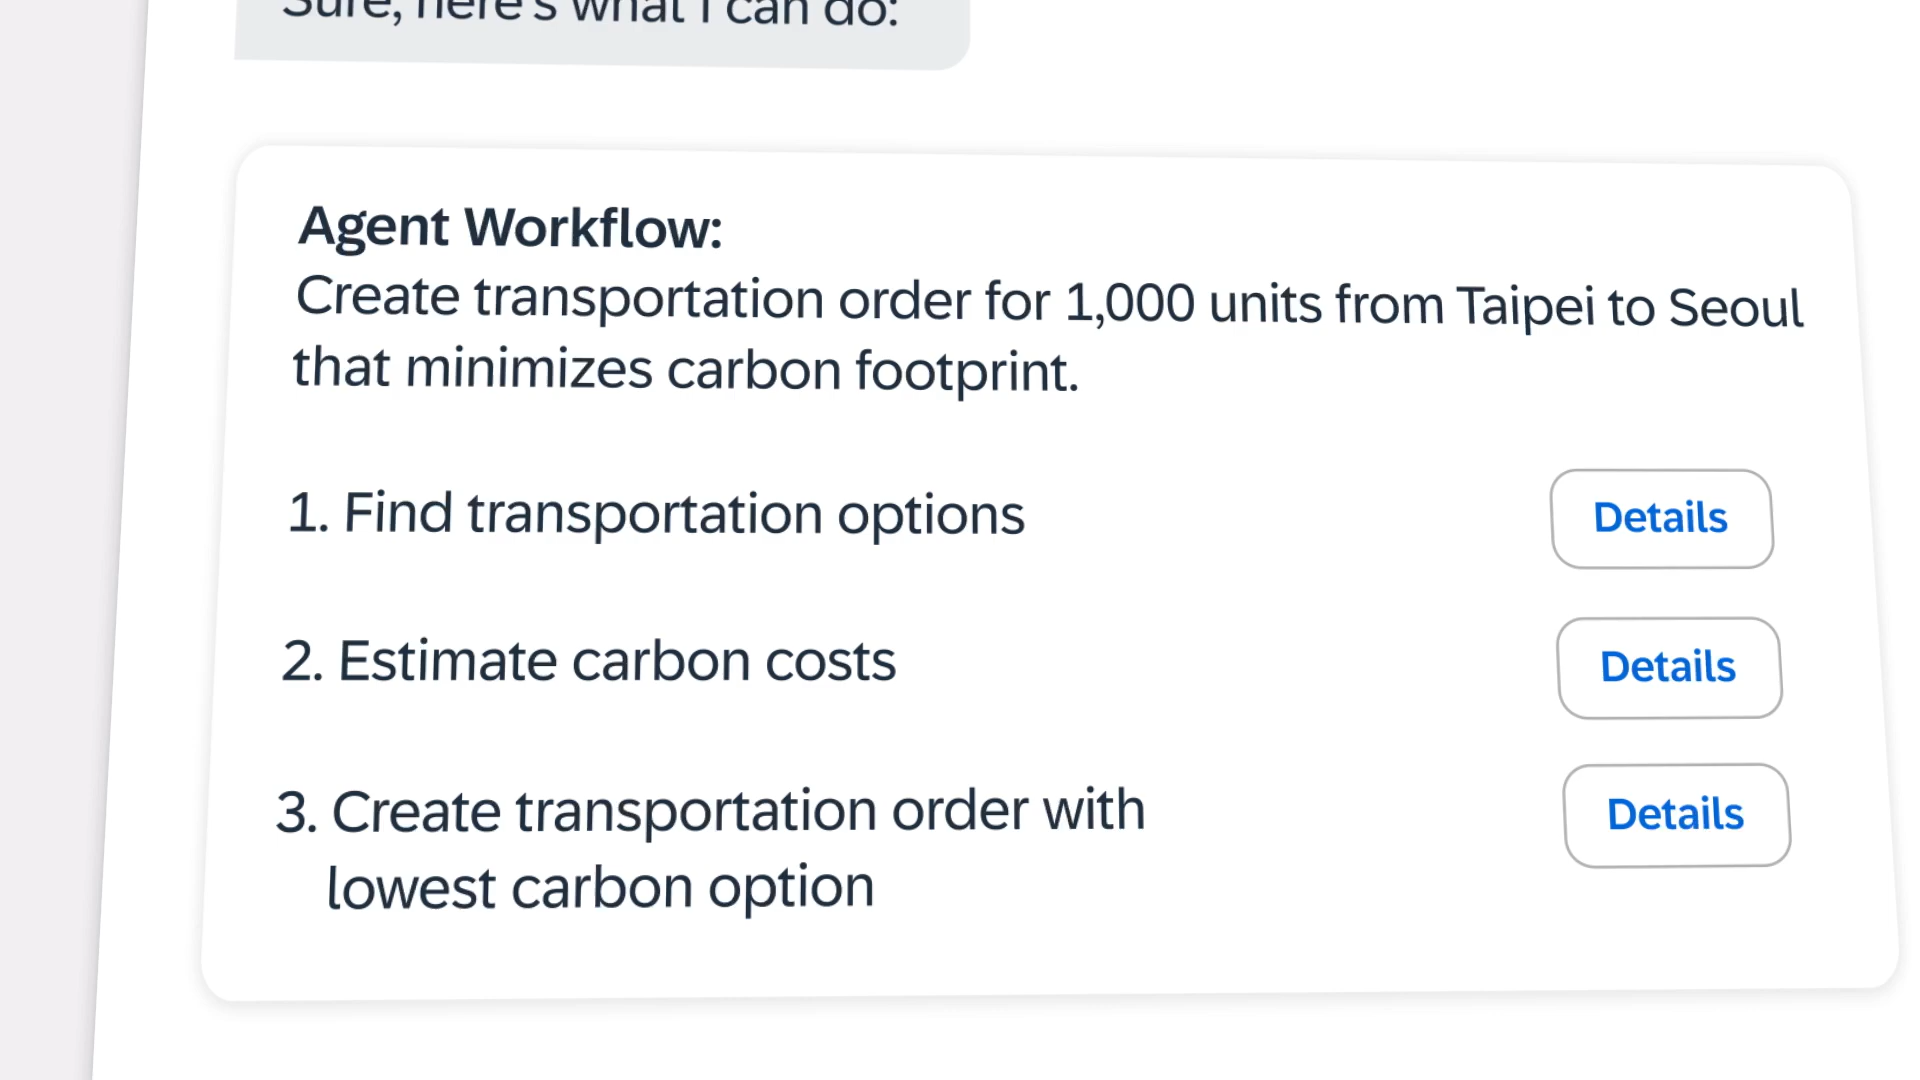 Sure, here's what I can do:
Agent Workflow:
Create transportation order for 1,000 units from Taipei to Seoul
that minimizes carbon footprint.
1. Find transportation options
Details
2. Estimate carbon costs
Details
3. Create transportation order with
lowest carbon option
Details